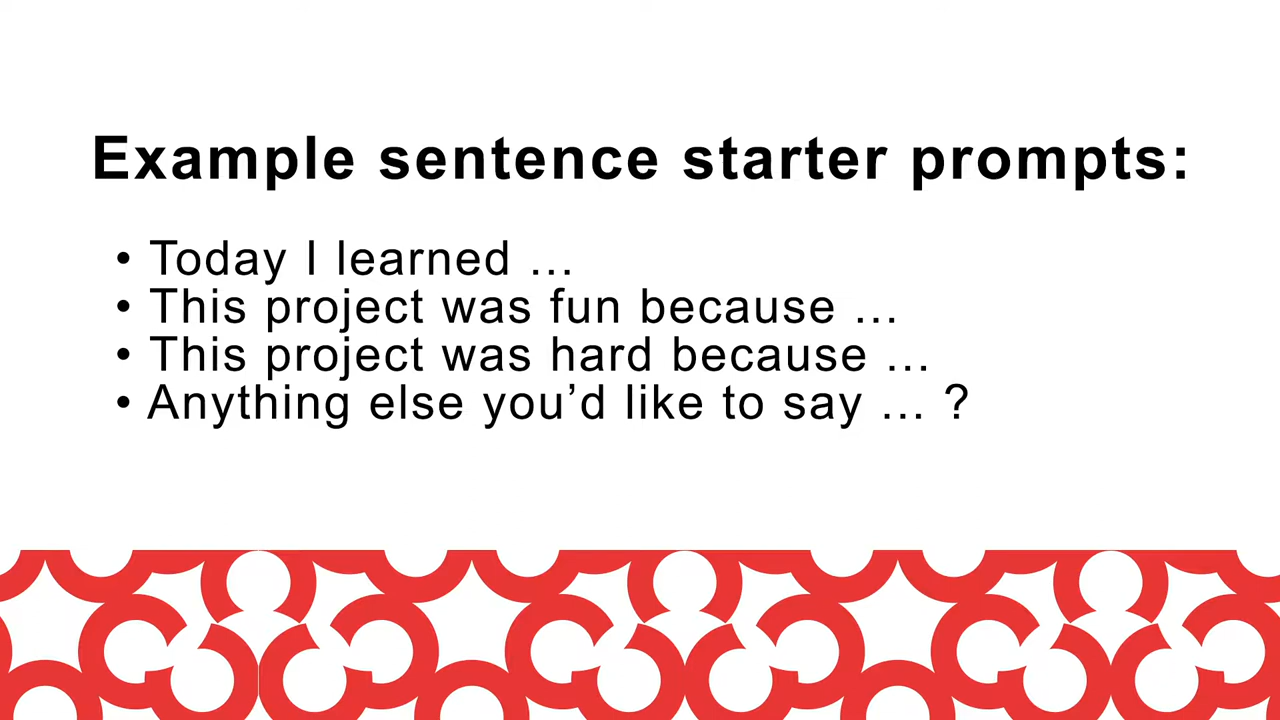 Example sentence starter prompts:
• Today I learned ...
• This project was fun because ...
• This project was hard because ...
• Anything else you’d like to say ... ?